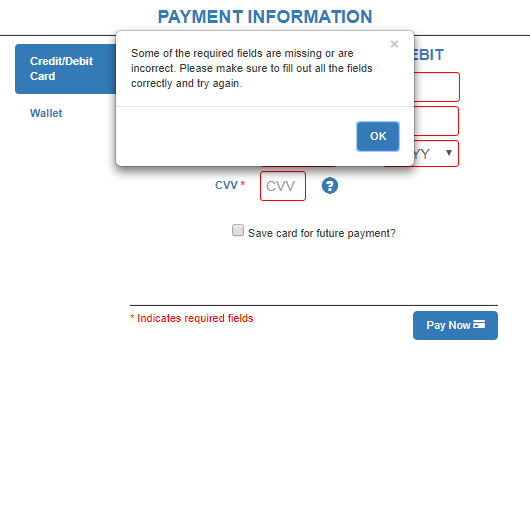 PAYMENT INFORMATION
×
Some of the required fields are missing or are
incorrect. Please make sure to fill out all the fields
correctly and try again.
OK
Credit/Debit
Card
Wallet
EBIT
YY
CVV *
CVV
?
Save card for future payment?
* Indicates required fields
Pay Now